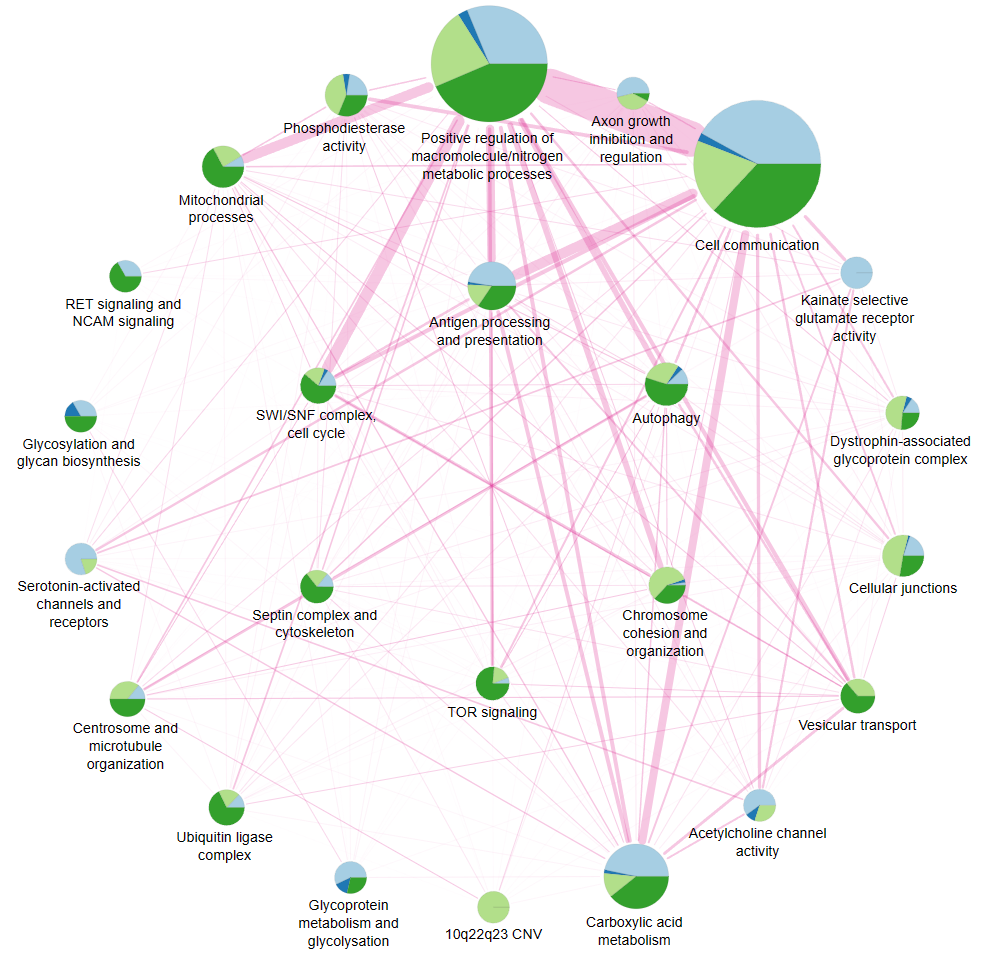 Phosphodiesterase
activity
Positive regulation of
macromolecule/nitrogen
metabolic processes
Axon growth
inhibition and
regulation
Mitochondrial
processes
Cell communication
RET signaling and
NCAM signaling
Antigen processing
and presentation
Kainate selective
glutamate receptor
activity
Glycosylation and
glycan biosynthesis
SWI/SNF complex,
cell cycle
Autophagy
Dystrophin-associated
glycoprotein complex
Serotonin-activated
channels and
receptors
Septin complex and
cytoskeleton
Chromosome
cohesion and
organization
Cellular junctions
Centrosome and
microtubule
organization
TOR signaling
Vesicular transport
Ubiquitin ligase
complex
Acetylcholine channel
activity
Glycoprotein
metabolism and
glycolysation
10q22q23 CNV
Carboxylic acid
metabolism